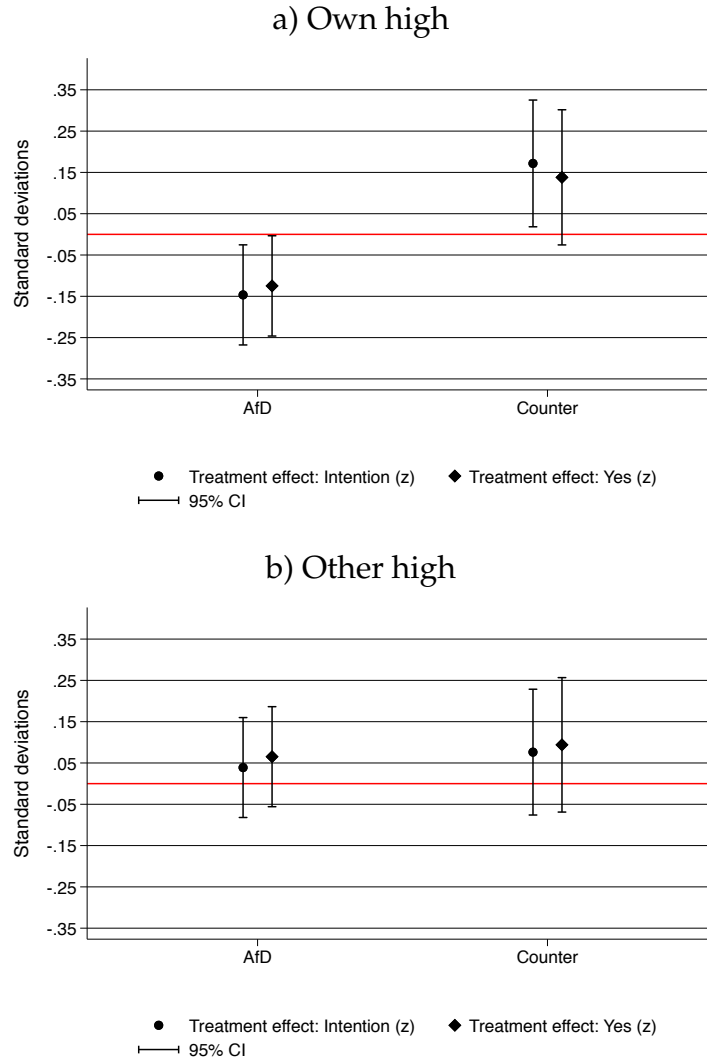 a) Own high
Standard deviations
.35
.25
.15
.05
-.05
-.15
-.25
-.35
AfD Counter
Treatment effect: Intention (z) Treatment effect: Yes (z)
95% CI
b) Other high
Standard deviations
.35
.25
.15
.05
-.05
-.15
-.25
-.35
AfD Counter
Treatment effect: Intention (z) Treatment effect: Yes (z)
95% CI